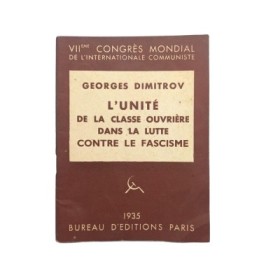 VIIème CONGRÈS MONDIAL
DE L'INTERNATIONALE COMMUNISTE
GEORGES DIMITROV
L'UNITÉ
DE LA CLASSE OUVRIÈRE
DANS LA LUTTE
CONTRE LE FASCISME
1935
BUREAU D'EDITIONS PARIS